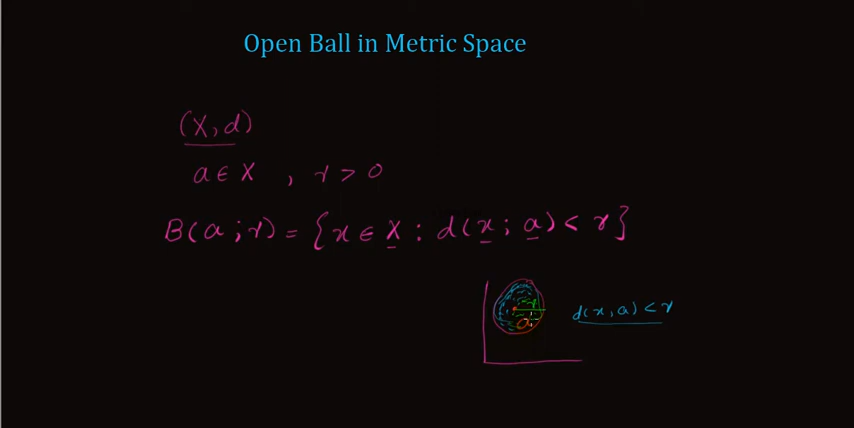 Open Ball in Metric Space
(X, d)
a ∈ X , r > 0
B(a ; r) = {x ∈ X : d(x ; a) < r}
r
d(x, a) < r
a